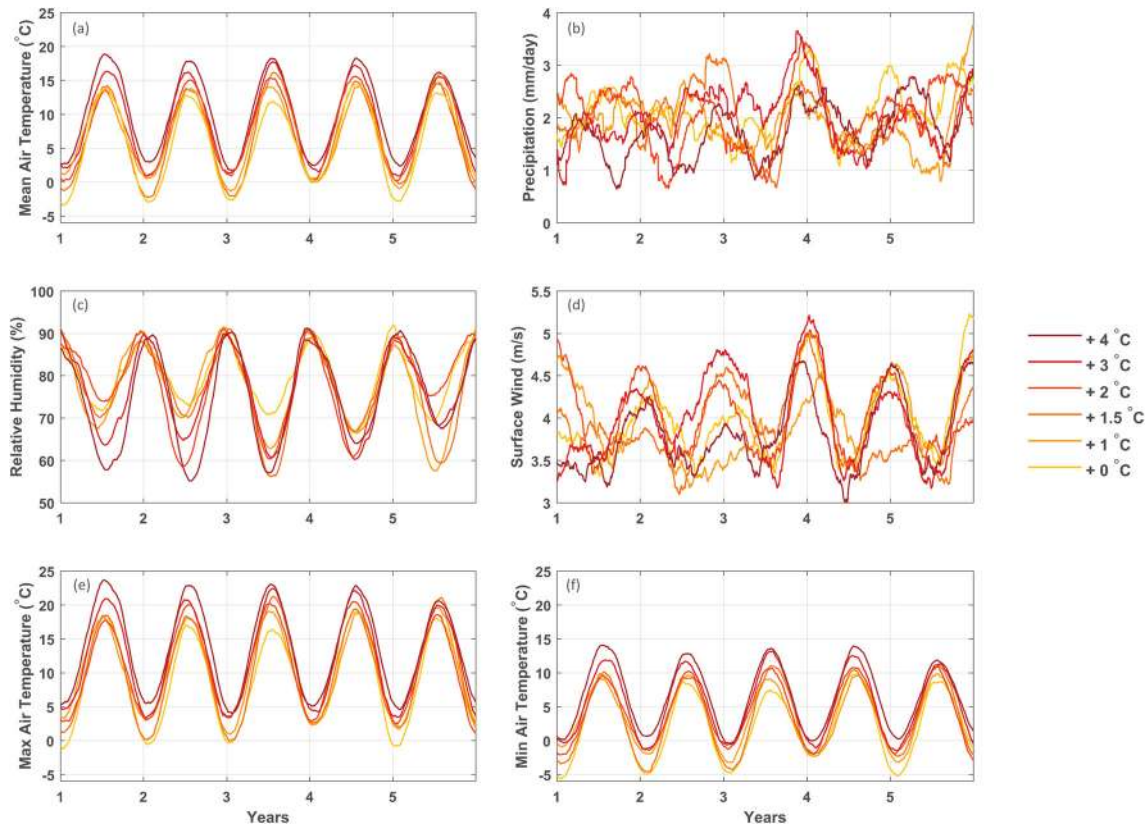 (a)
Mean Air Temperature (°C)
25
20
15
10
5
0
-5
1 2 3 4 5
(b)
Precipitation (mm/day)
4
3
2
1
0
1 2 3 4 5
(c)
Relative Humidity (%)
100
90
80
70
60
50
1 2 3 4 5
(d)
Surface Wind (m/s)
5.5
5
4.5
4
3.5
3
1 2 3 4 5
+ 4 °C
+ 3 °C
+ 2 °C
+ 1.5 °C
+ 1 °C
+ 0 °C
(e)
Max Air Temperature (°C)
25
20
15
10
5
0
-5
1 2 3 4 5
Years
(f)
Min Air Temperature (°C)
25
20
15
10
5
0
-5
1 2 3 4 5
Years